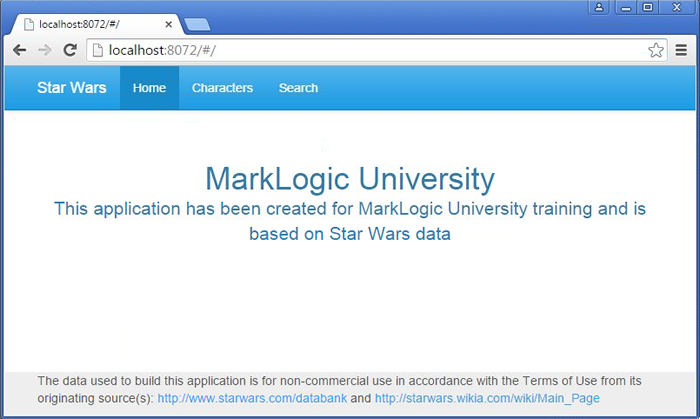 localhost:8072/#/
localhost:8072/#/
Star Wars Home Characters Search
MarkLogic University
This application has been created for MarkLogic University training and is
based on Star Wars data
The data used to build this application is for non-commercial use in accordance with the Terms of Use from its
originating source(s): http://www.starwars.com/databank and http://starwars.wikia.com/wiki/Main_Page